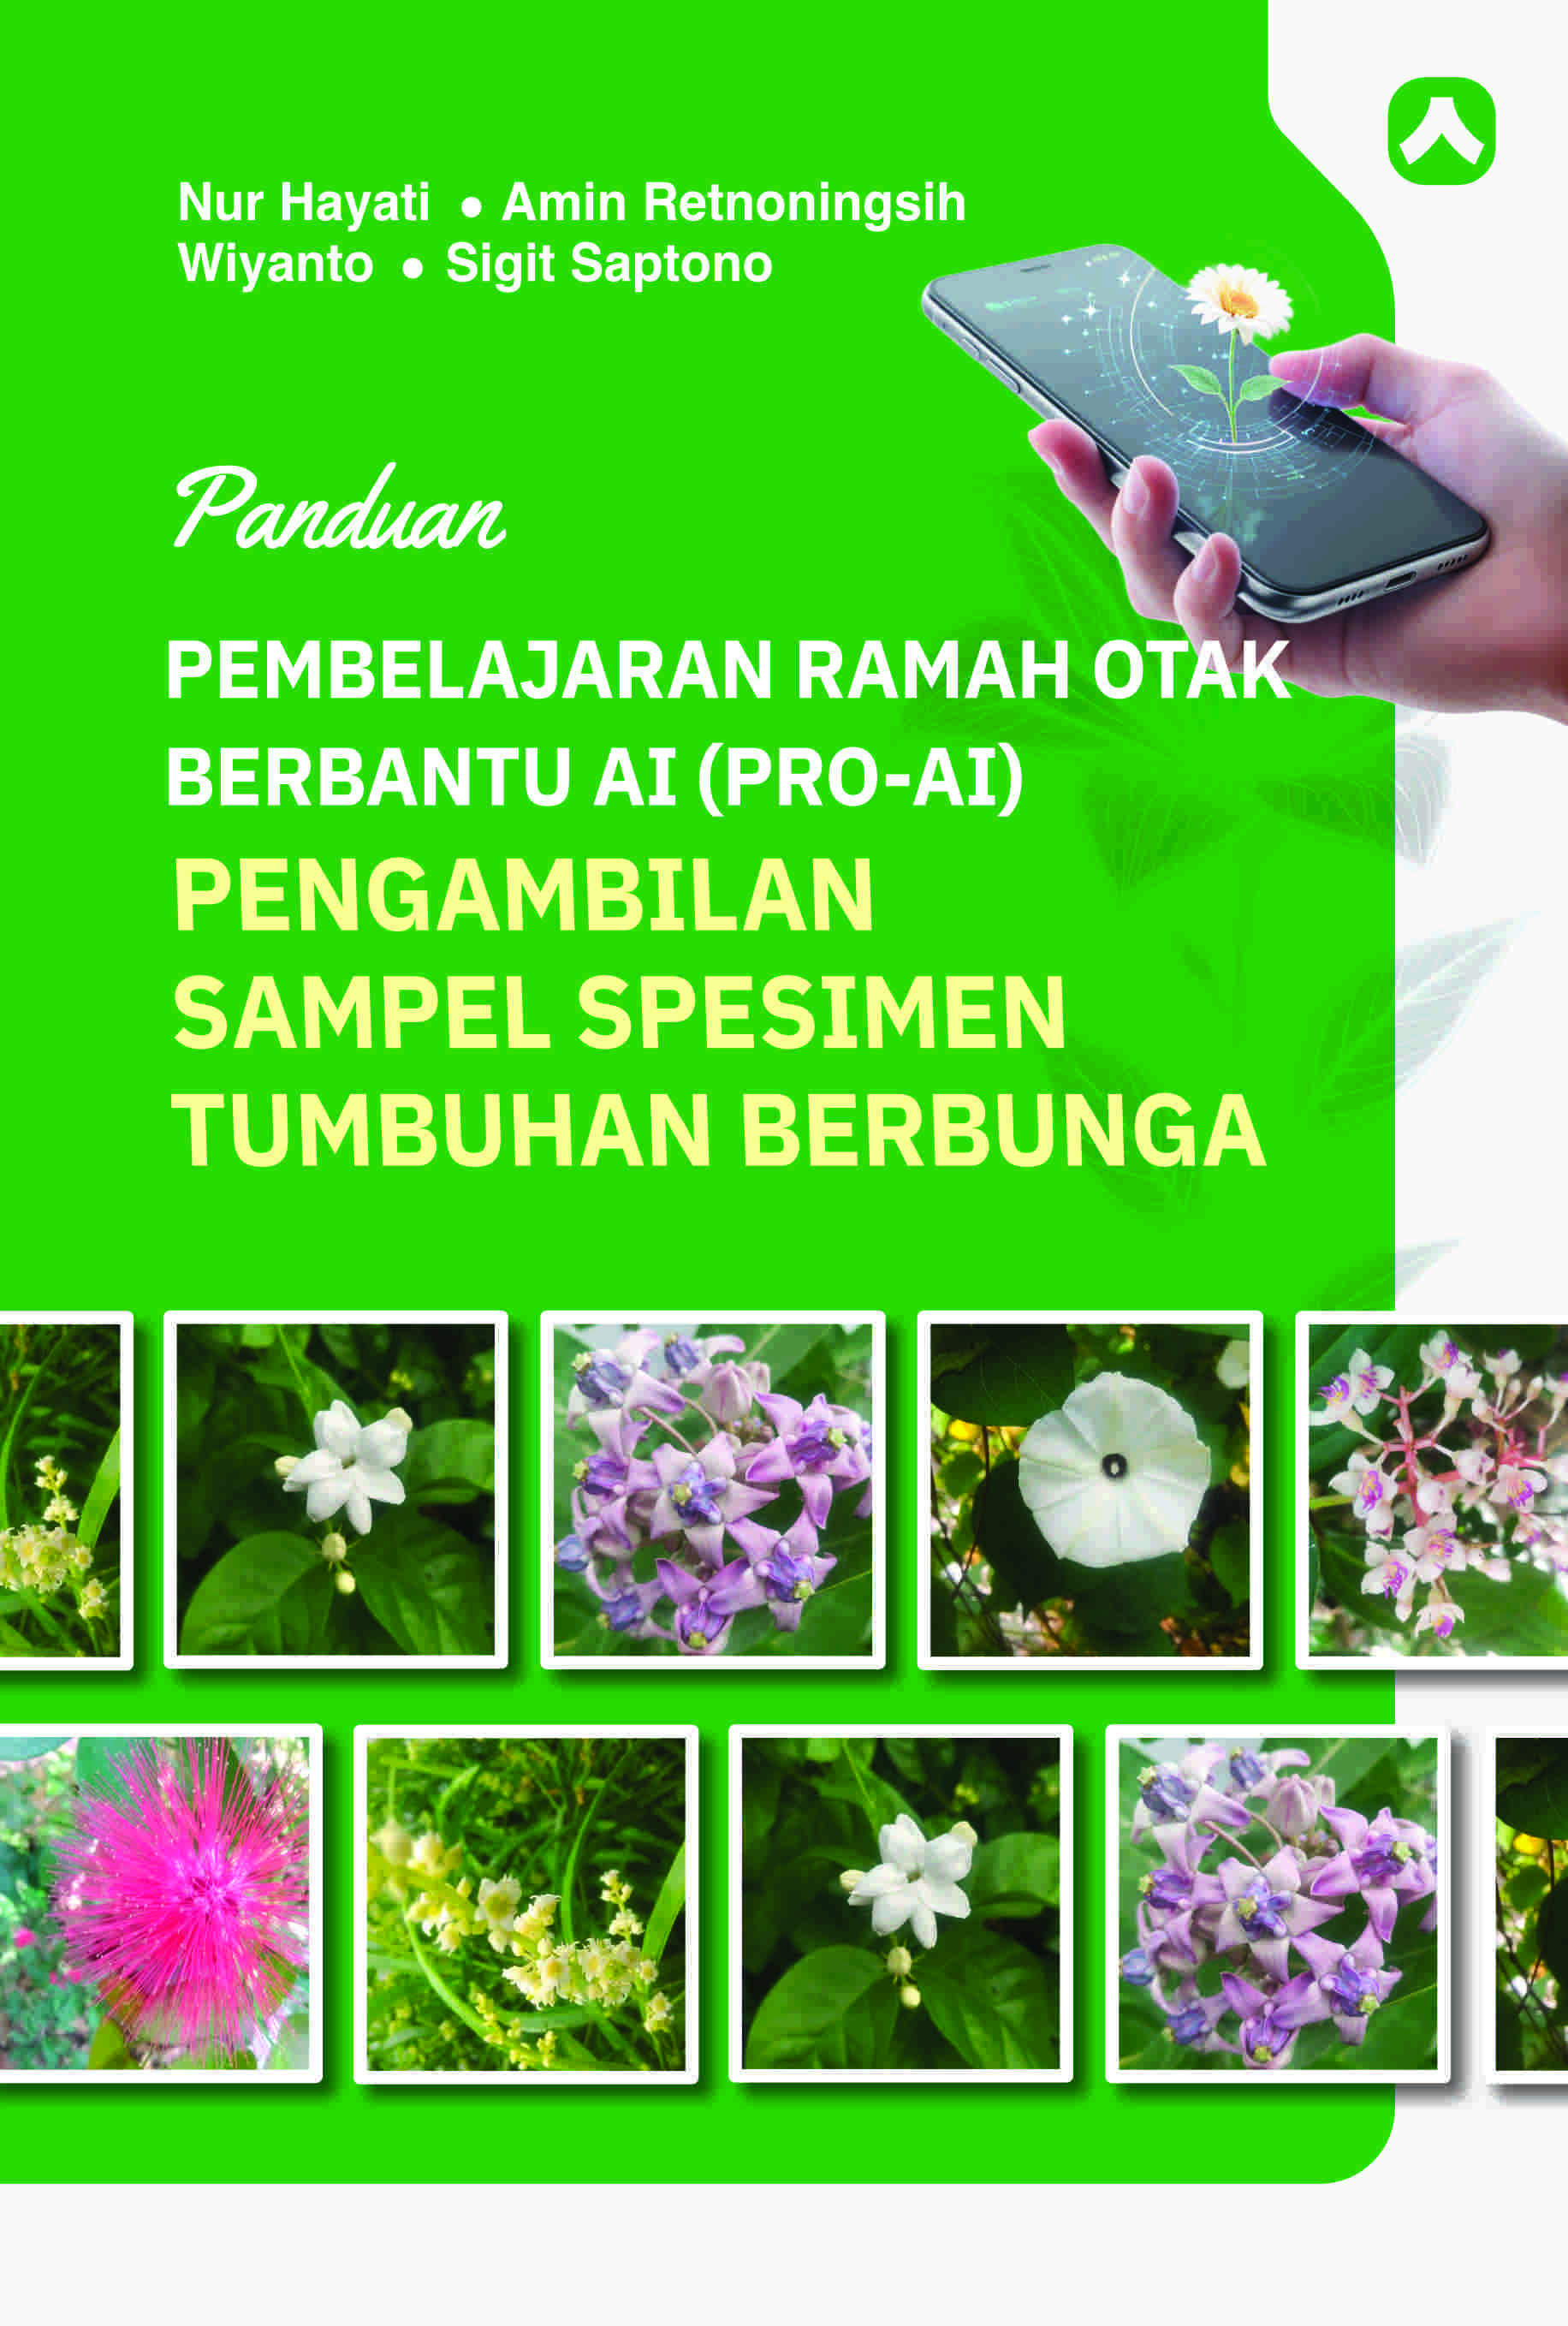 Nur Hayati • Amin Retnoningsih
Wiyanto • Sigit Saptono
Panduan
PEMBELAJARAN RAMAH OTAK
BERBANTU AI (PRO-AI)
PENGAMBILAN
SAMPEL SPESIMEN
TUMBUHAN BERBUNGA